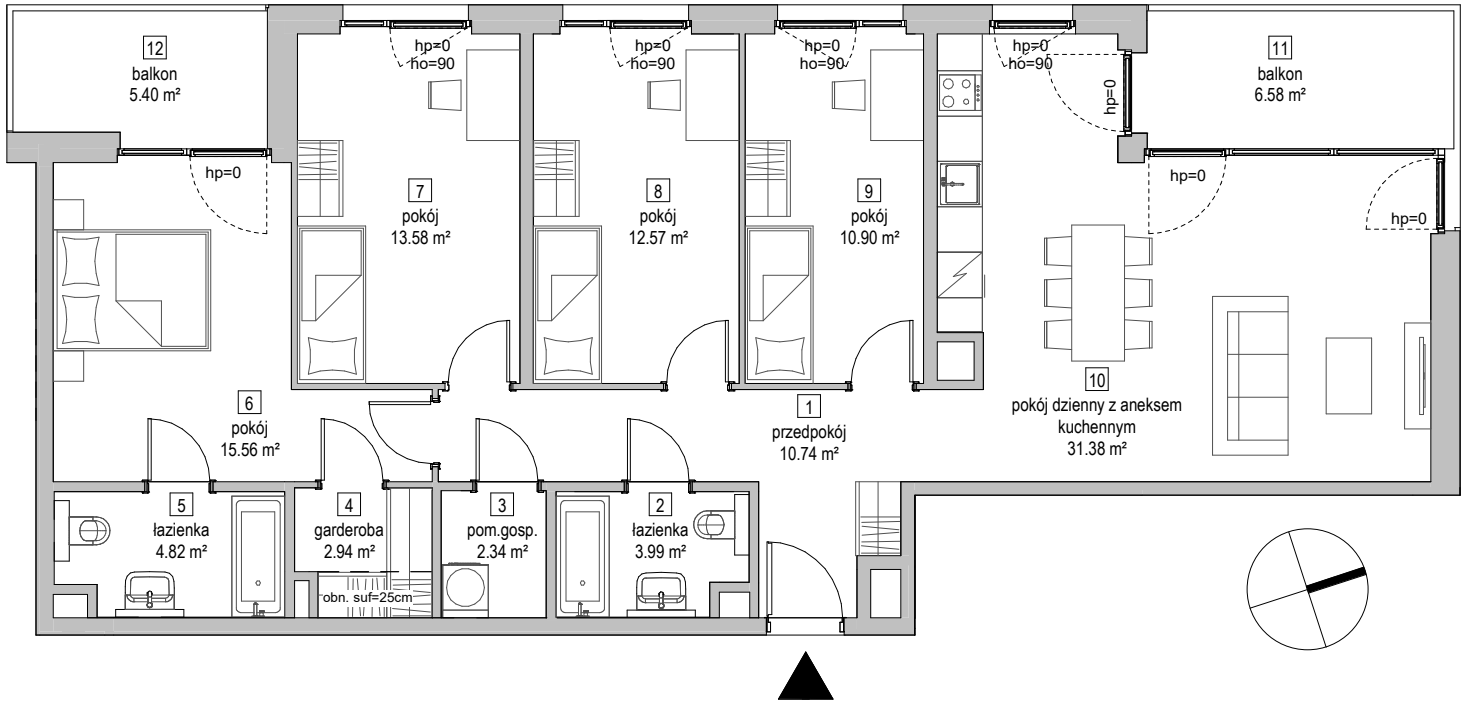 12
balkon
5.40 m²
hp=0
ho=90
hp=0
ho=90
hp=0
ho=90
hp=0
ho=90
hp=0
11
balkon
6.58 m²
hp=0
hp=0
hp=0
7
pokój
13.58 m²
8
pokój
12.57 m²
9
pokój
10.90 m²
6
pokój
15.56 m²
1
przedpokój
10.74 m²
10
pokój dzienny z aneksem
kuchennym
31.38 m²
5
łazienka
4.82 m²
4
garderoba
2.94 m²
obn. suf=25cm
3
pom.gosp.
2.34 m²
2
łazienka
3.99 m²